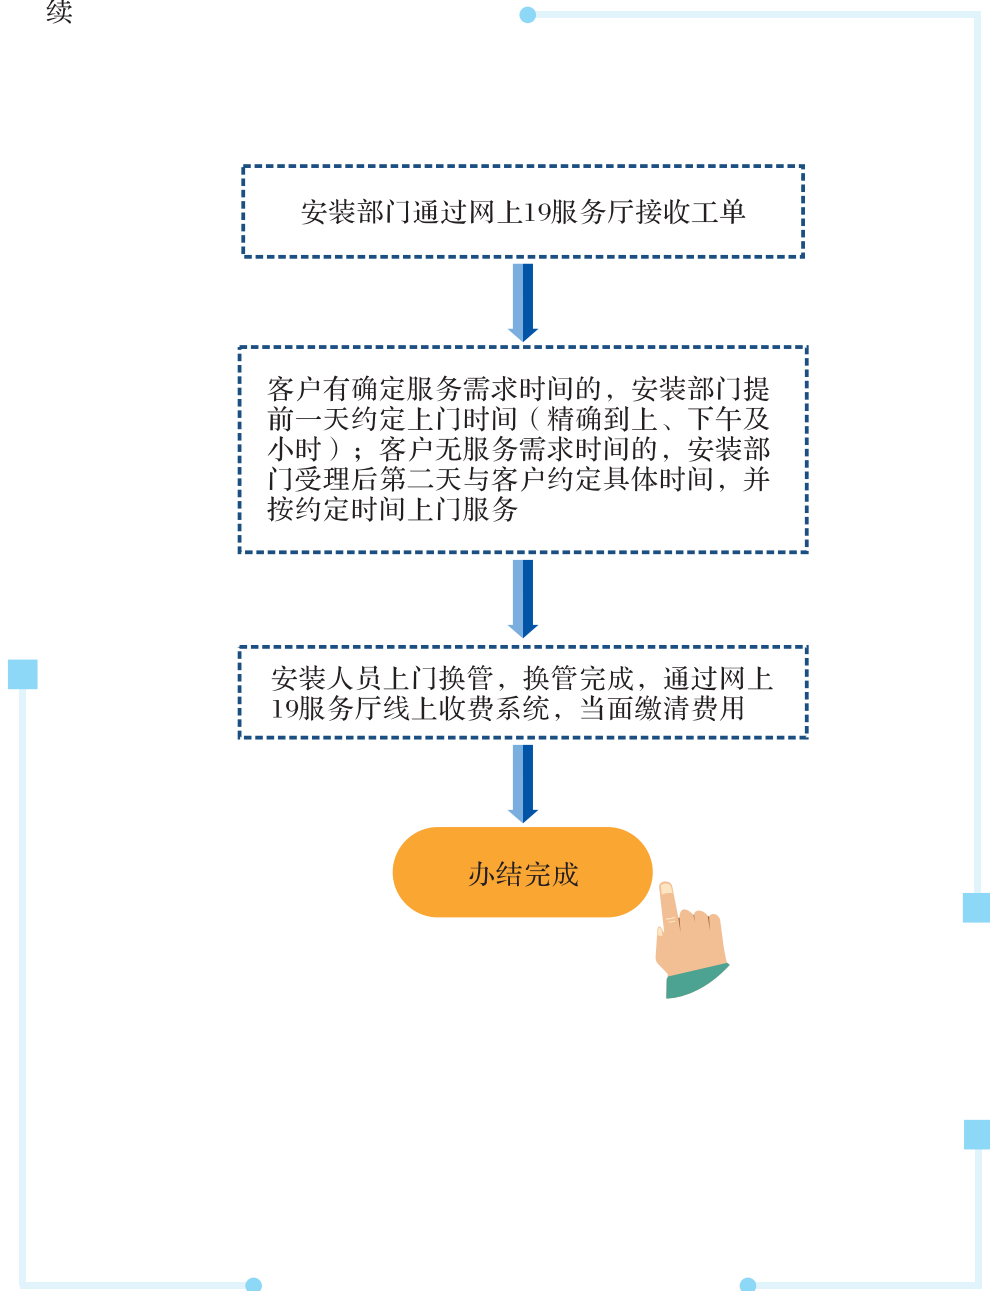 续
安装部门通过网上19服务厅接收工单
客户有确定服务需求时间的，安装部门提
前一天约定上门时间（精确到上、下午及
小时）；客户无服务需求时间的，安装部
门受理后第二天与客户约定具体时间，并
按约定时间上门服务
安装人员上门换管，换管完成，通过网上
19服务厅线上收费系统，当面缴清费用
办结完成